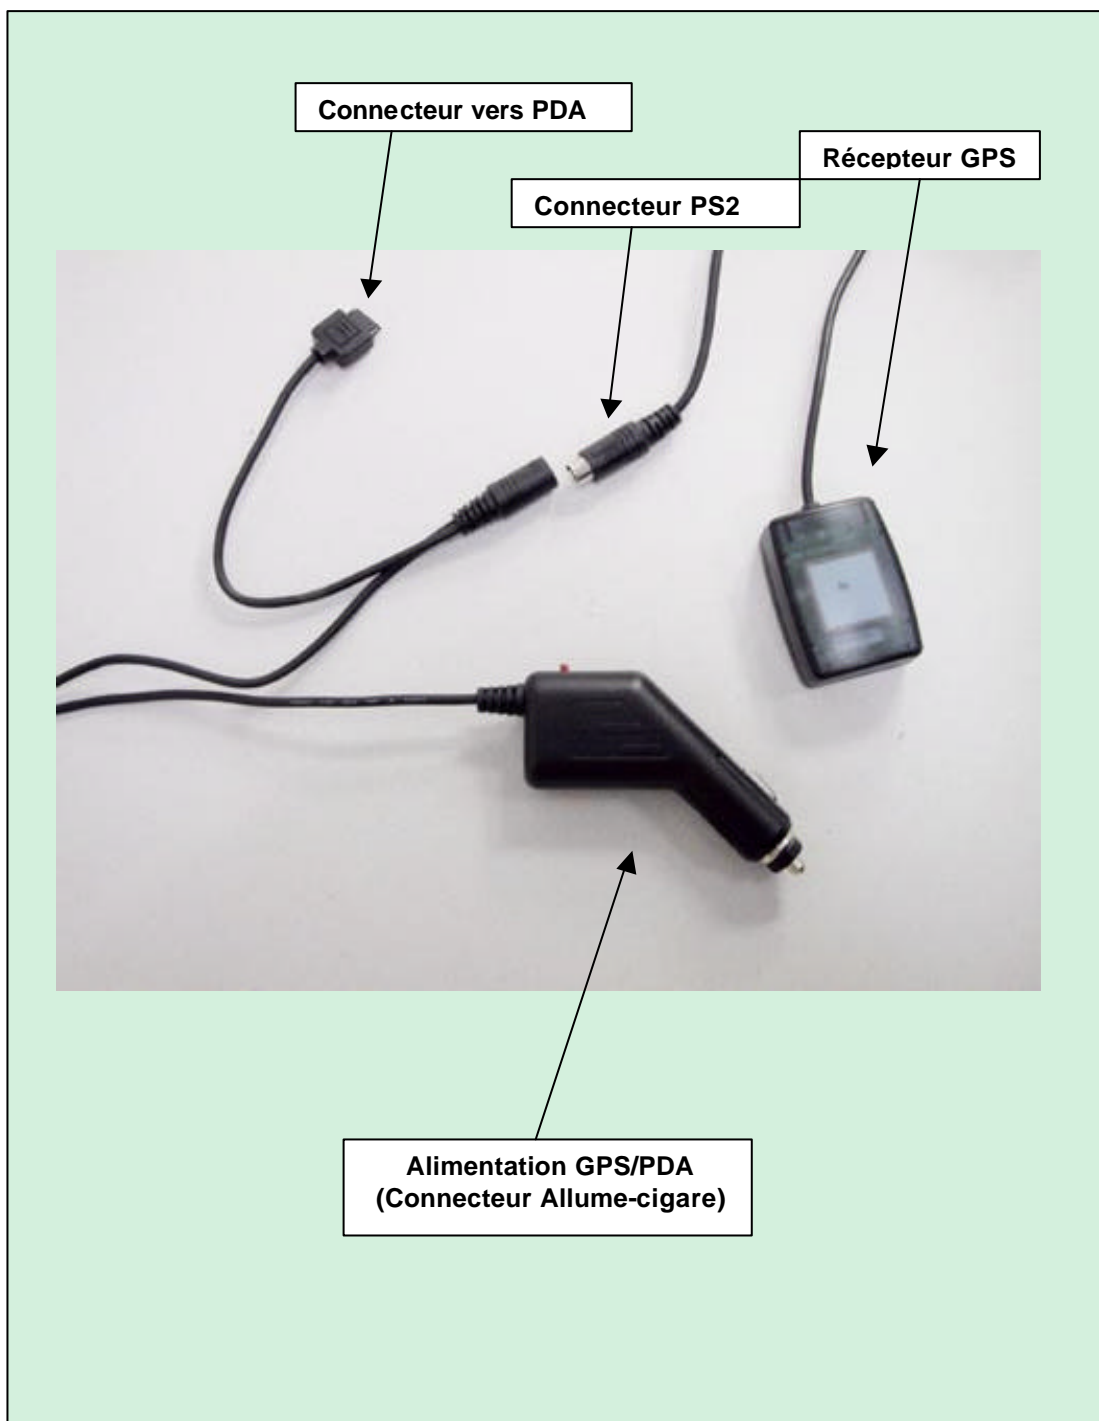 Connecteur vers PDA
Récepteur GPS
Connecteur PS2
Alimentation GPS/PDA
(Connecteur Allume-cigare)